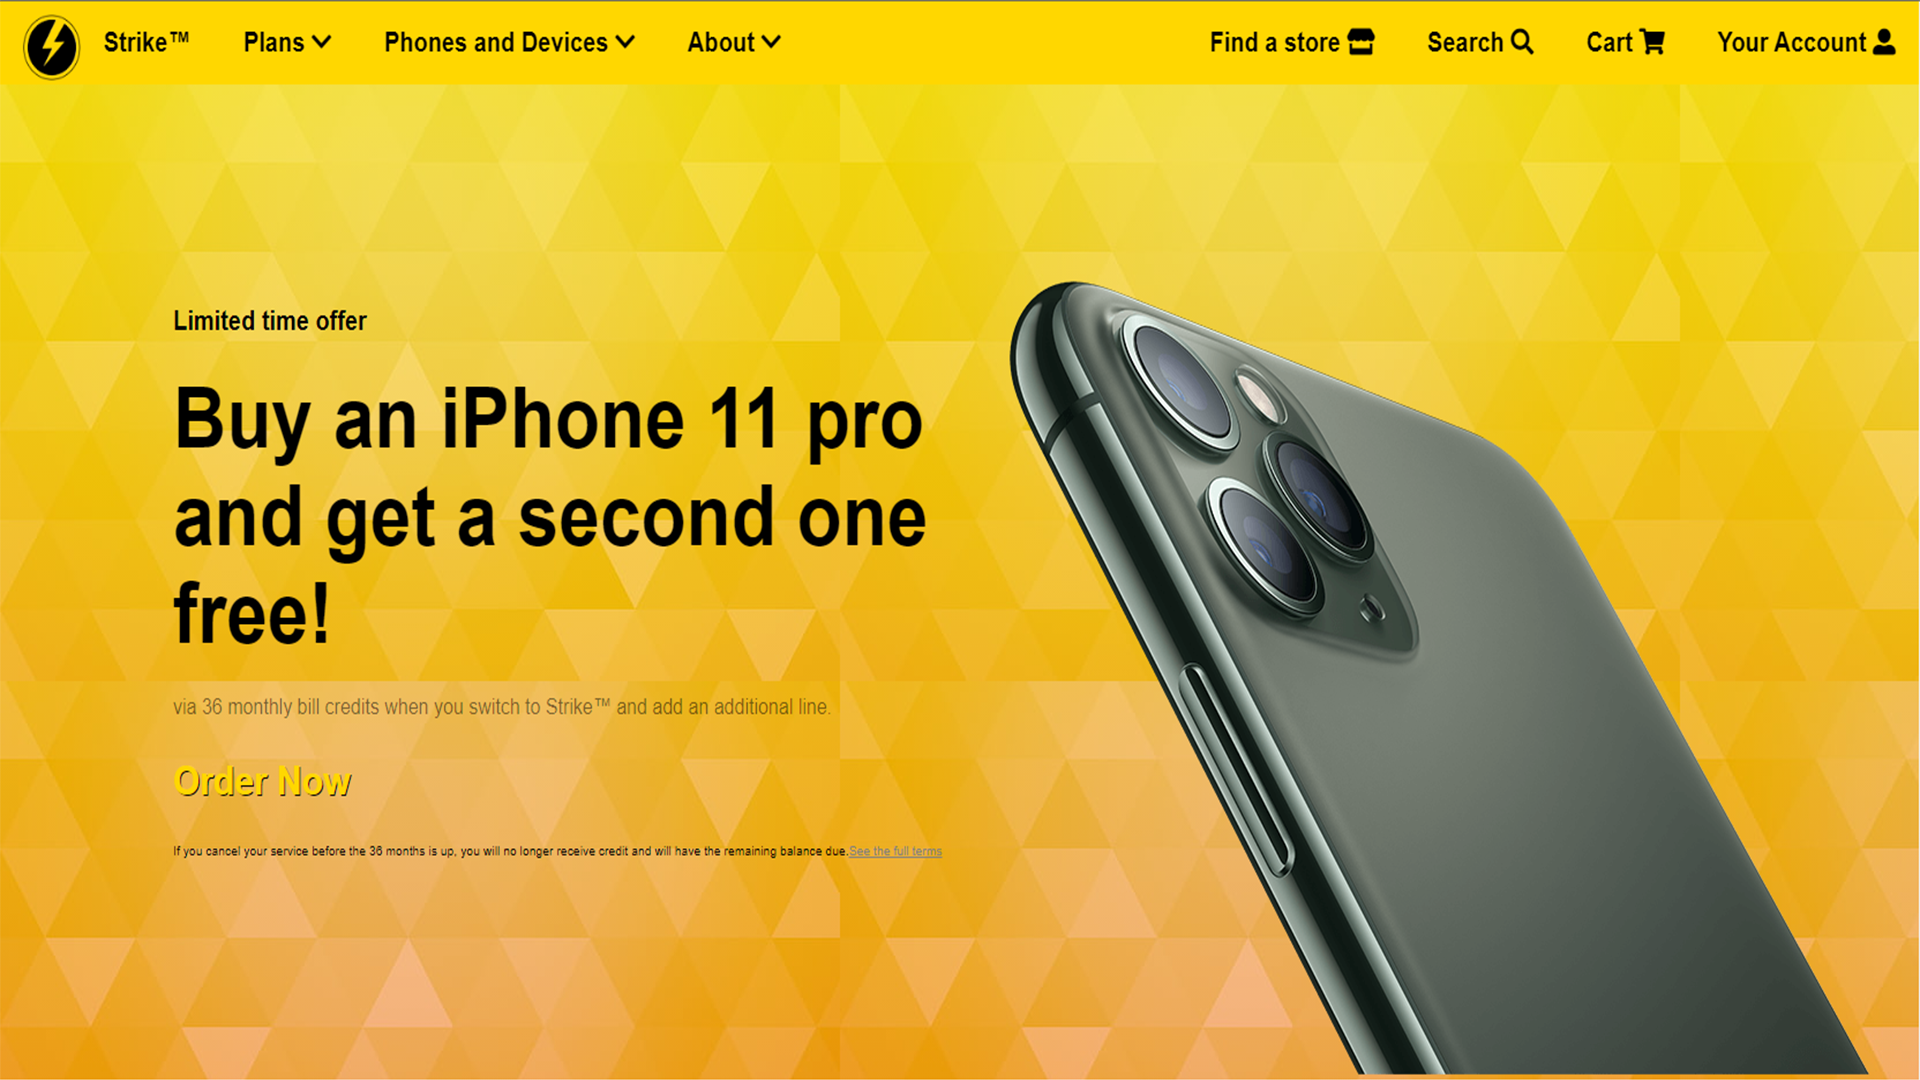 Strike™ Plans Phones and Devices About Find a store Search Cart Your Account
Limited time offer
Buy an iPhone 11 pro
and get a second one
free!
via 36 monthly bill credits when you switch to Strike™ and add an additional line.
Order Now
If you cancel your service before the 36 months is up, you will no longer receive credit and will have the remaining balance due.See the full terms